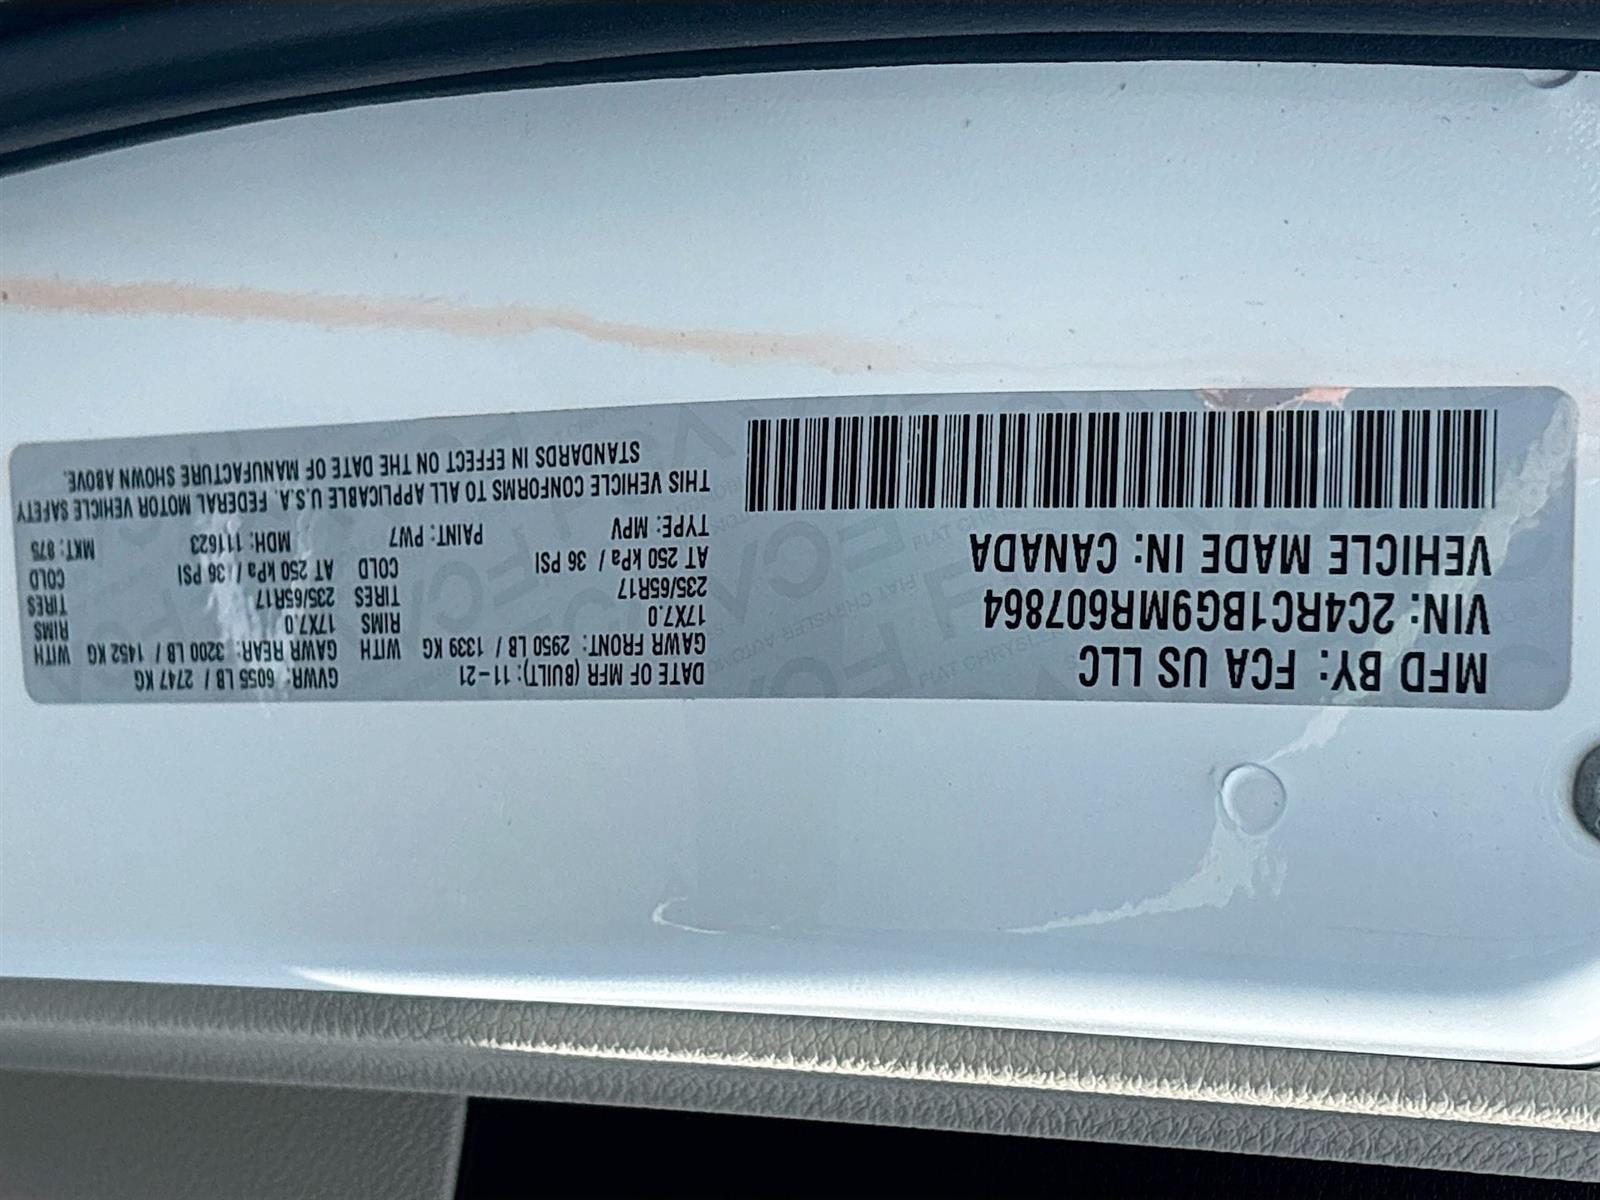 MFD BY: FCA US LLC
VIN: 2C4RC1BG9MR607864
VEHICLE MADE IN: CANADA
DATE OF MFR (BUILT): 11-21 GVWR: 6055 LB / 2747 KG
GAWR FRONT: 2950 LB / 1339 KG WITH GAWR REAR: 3200 LB / 1452 KG WITH
17X7.0 RIMS 17X7.0 RIMS
235/65R17 TIRES 235/65R17 TIRES
AT 250 kPa / 36 PSI COLD AT 250 kPa / 36 PSI COLD
TYPE: MPV PAINT: PW7 MDH: 111623 MKT: 875
THIS VEHICLE CONFORMS TO ALL APPLICABLE U.S.A. FEDERAL MOTOR VEHICLE SAFETY
STANDARDS IN EFFECT ON THE DATE OF MANUFACTURE SHOWN ABOVE.